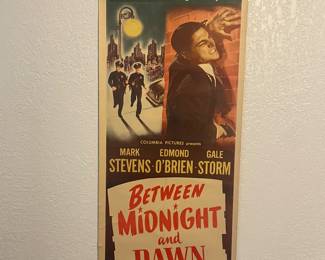 COLUMBIA PICTURES presents
MARK EDMOND GALE
STEVENS · O'BRIEN · STORM
BETWEEN
MIDNIGHT
and
DAWN